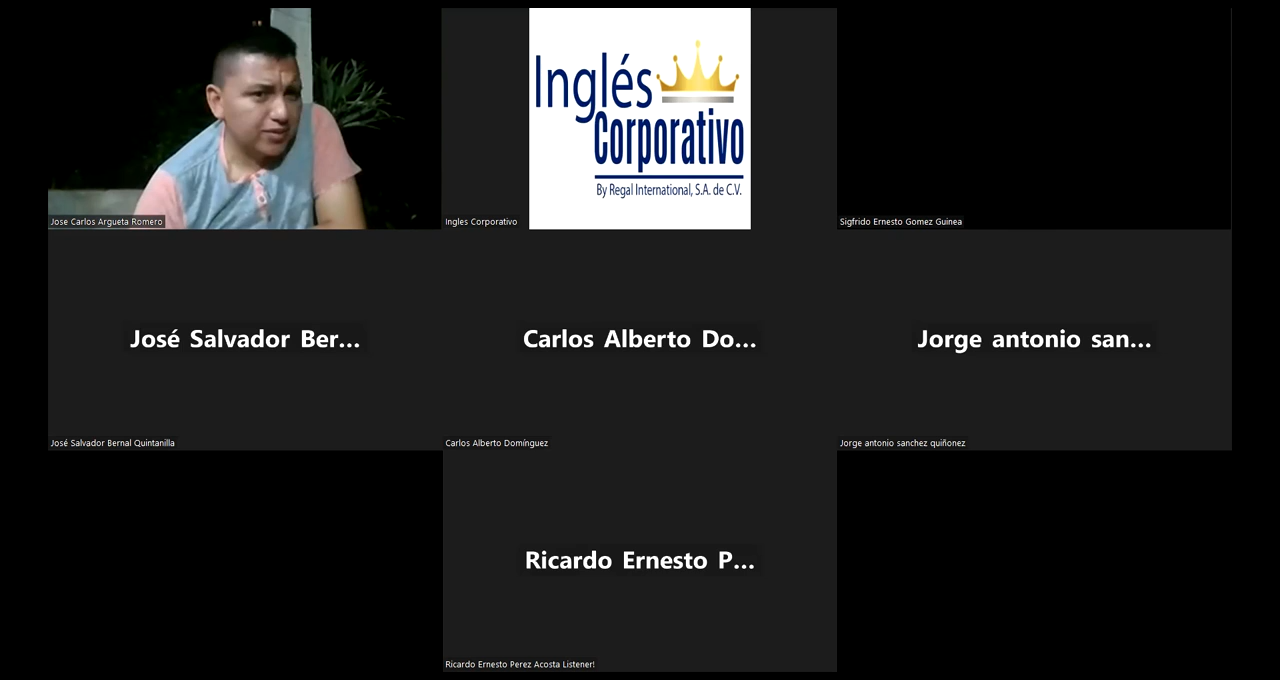 Inglés
Corporativo
By Regal International, S.A. de C.V.
Jose Carlos Argueta Romero
Ingles Corporativo
Sigfrido Ernesto Gomez Guinea
José Salvador Ber...
Carlos Alberto Do...
Jorge antonio san...
José Salvador Bernal Quintanilla
Carlos Alberto Domínguez
Jorge antonio sanchez quiñonez
Ricardo Ernesto P...
Ricardo Ernesto Perez Acosta Listener!